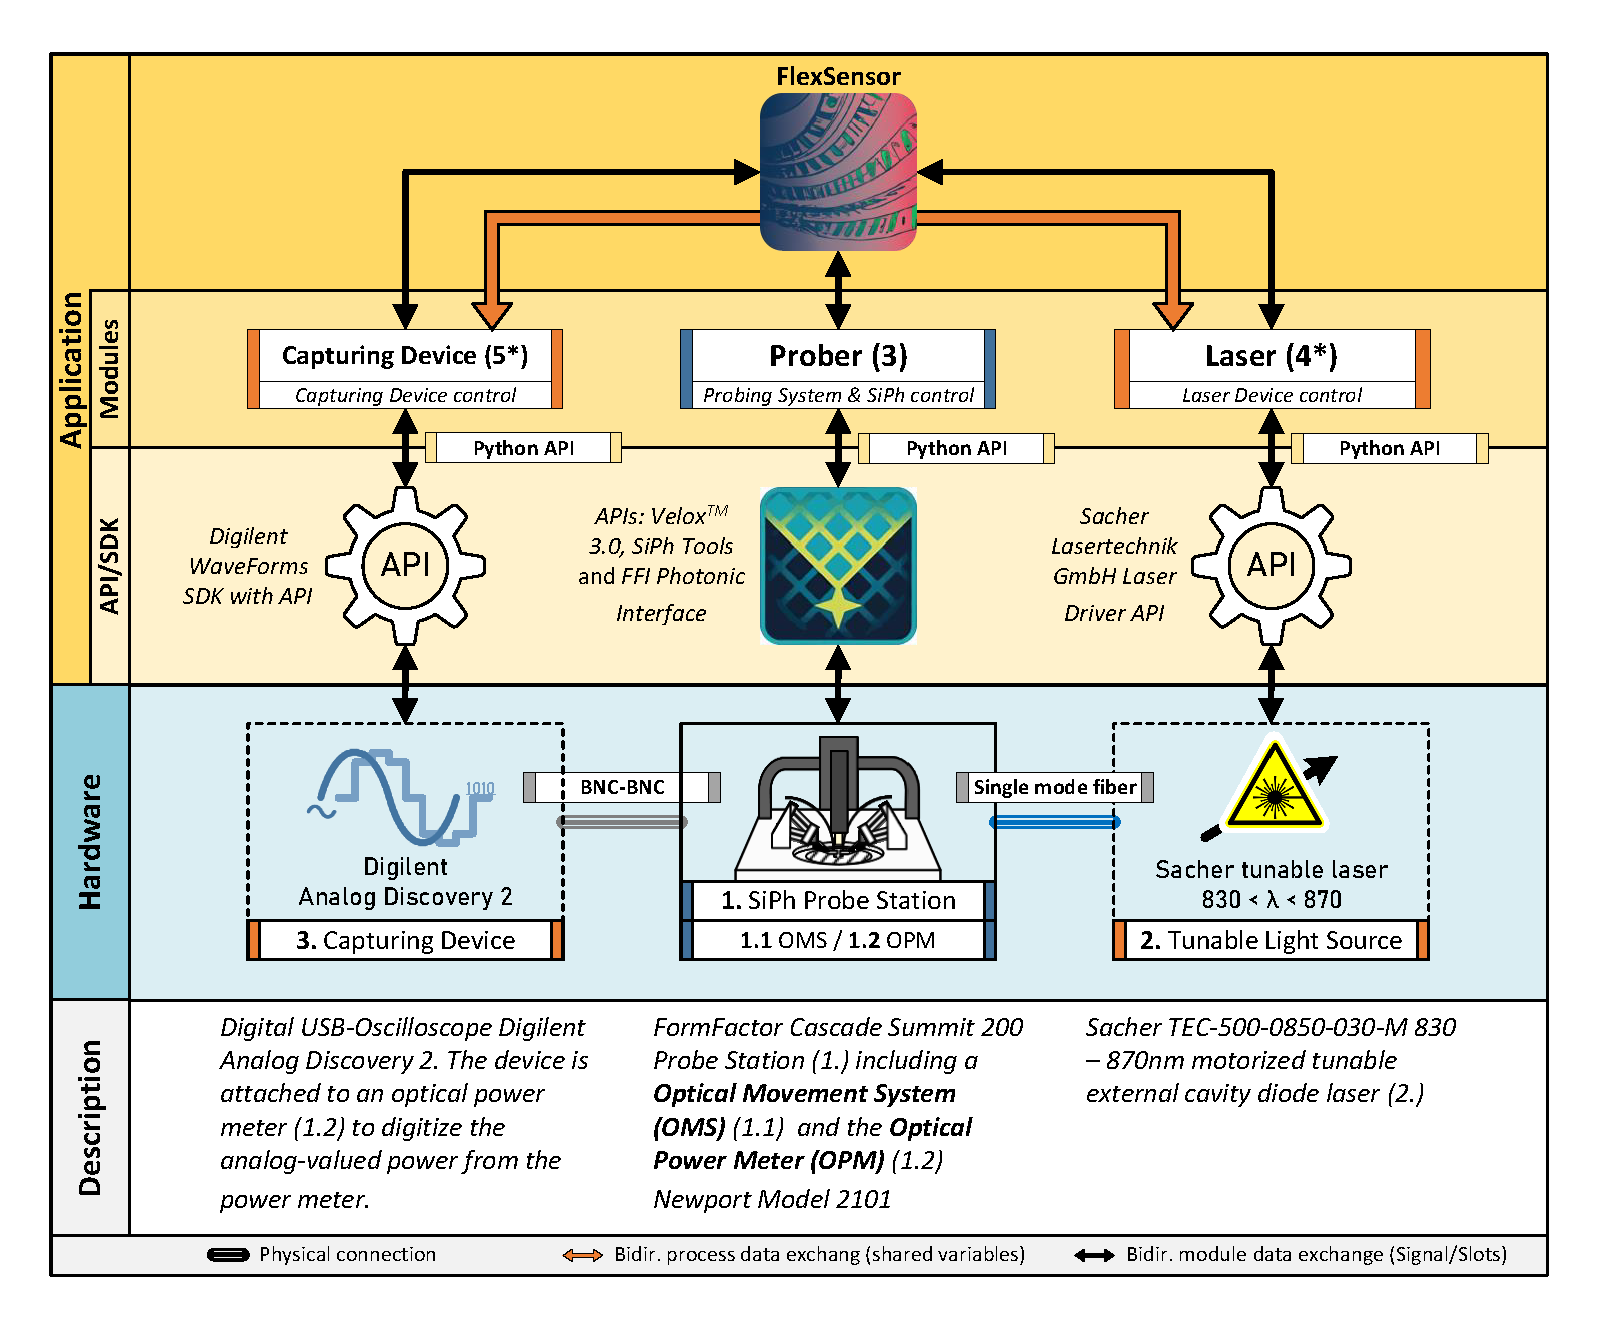 FlexSensor
Application
Modules
Capturing Device (5*)
Capturing Device control
Prober (3)
Probing System & SiPh control
Laser (4*)
Laser Device control
Python API
Python API
Python API
API/SDK
Digilent
WaveForms
SDK with API
API
APIs: Velox™
3.0, SiPh Tools
and FFI Photonic
Interface
Sacher
Lasertechnik
GmbH Laser
Driver API
API
Hardware
1010
Digilent
Analog Discovery 2
3. Capturing Device
BNC-BNC
1. SiPh Probe Station
1.1 OMS / 1.2 OPM
Single mode fiber
Sacher tunable laser
830 < λ < 870
2. Tunable Light Source
Description
Digital USB-Oscilloscope Digilent
Analog Discovery 2. The device is
attached to an optical power
meter (1.2) to digitize the
analog-valued power from the
power meter.
FormFactor Cascade Summit 200
Probe Station (1.) including a
Optical Movement System
(OMS) (1.1) and the Optical
Power Meter (OPM) (1.2)
Newport Model 2101
Sacher TEC-500-0850-030-M 830
– 870nm motorized tunable
external cavity diode laser (2.)
Physical connection
Bidir. process data exchang (shared variables)
Bidir. module data exchange (Signal/Slots)